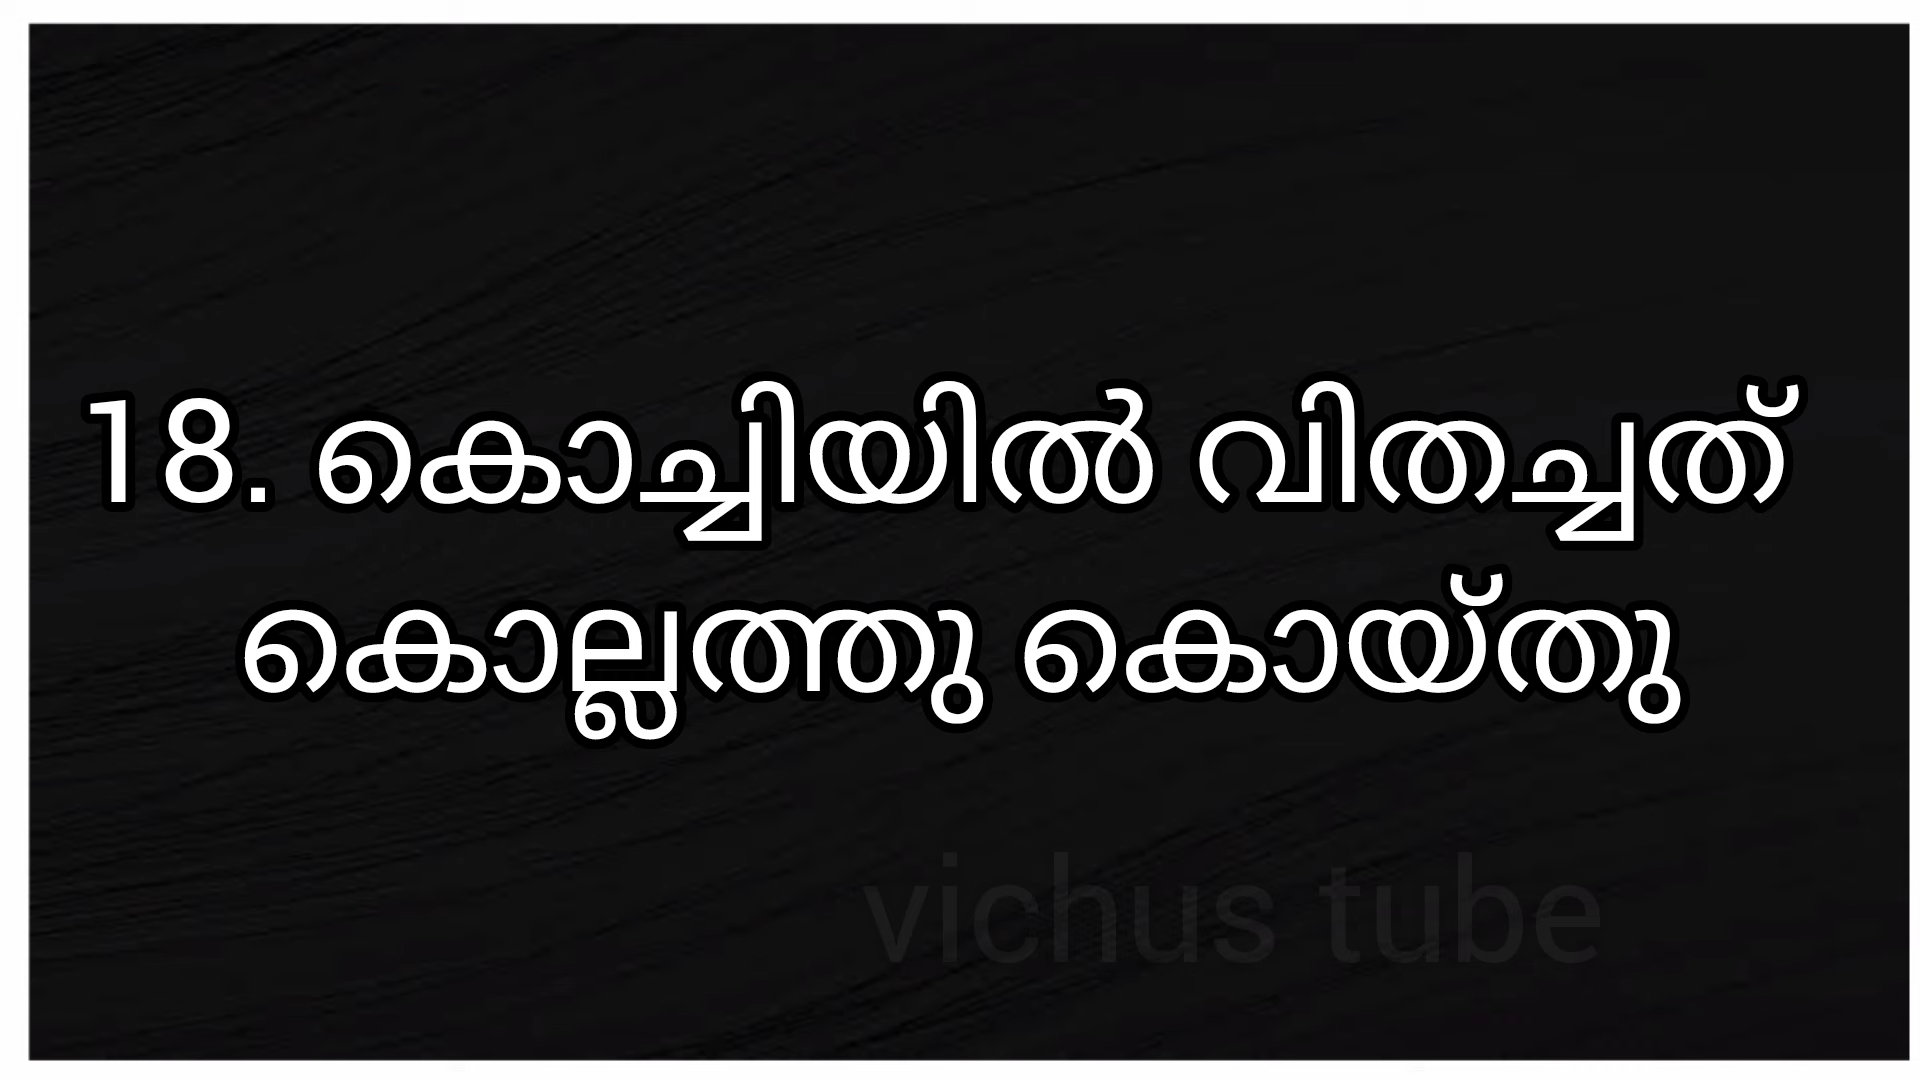 18. കൊച്ചിയിൽ വിതച്ചത്
കൊല്ലത്തു കൊയ്തു
vichus tube